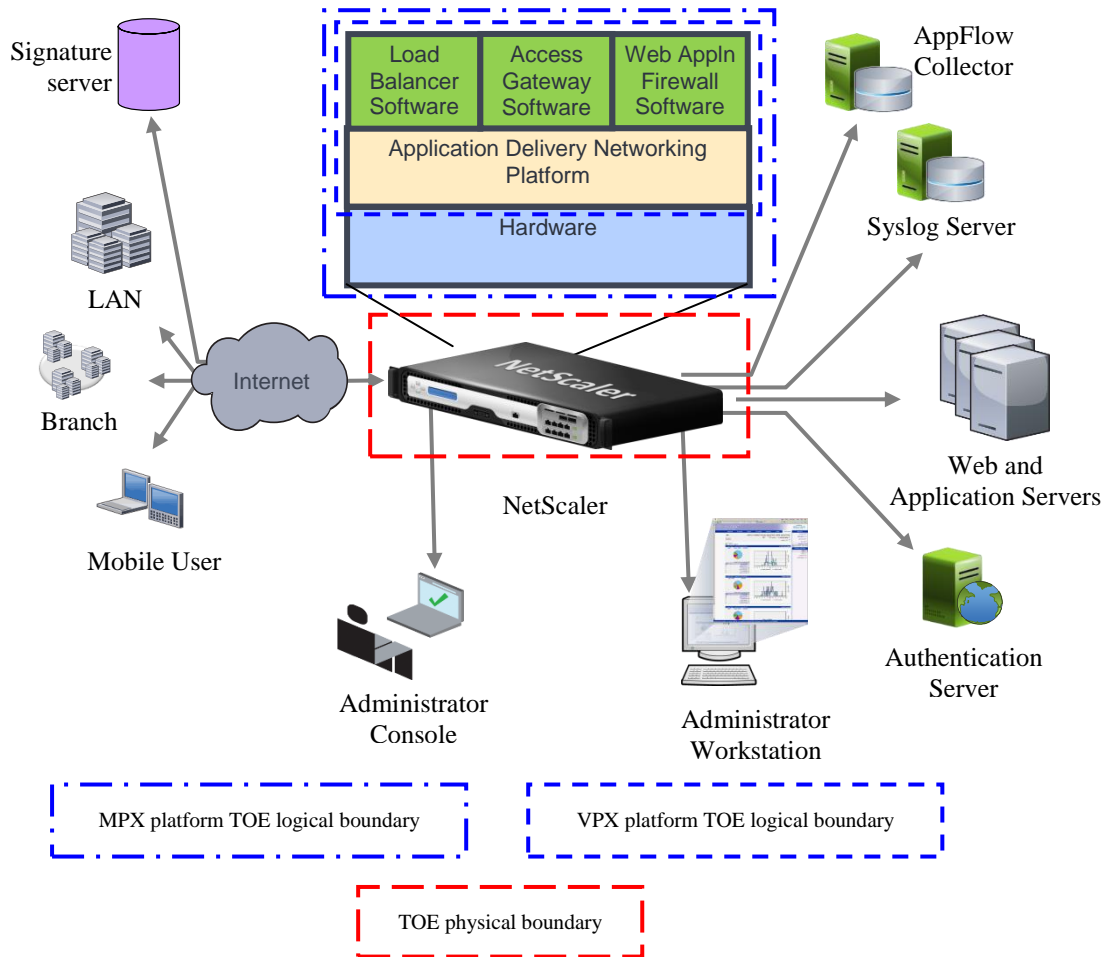 Signature
server
Load
Balancer
Software
Access
Gateway
Software
Web Appln
Firewall
Software
Application Delivery Networking
Platform
Hardware
AppFlow
Collector
Syslog Server
LAN
Branch
Internet
NetScaler
Mobile User
NetScaler
Web and
Application Servers
Administrator
Console
Administrator
Workstation
Authentication
Server
MPX platform TOE logical boundary
VPX platform TOE logical boundary
TOE physical boundary